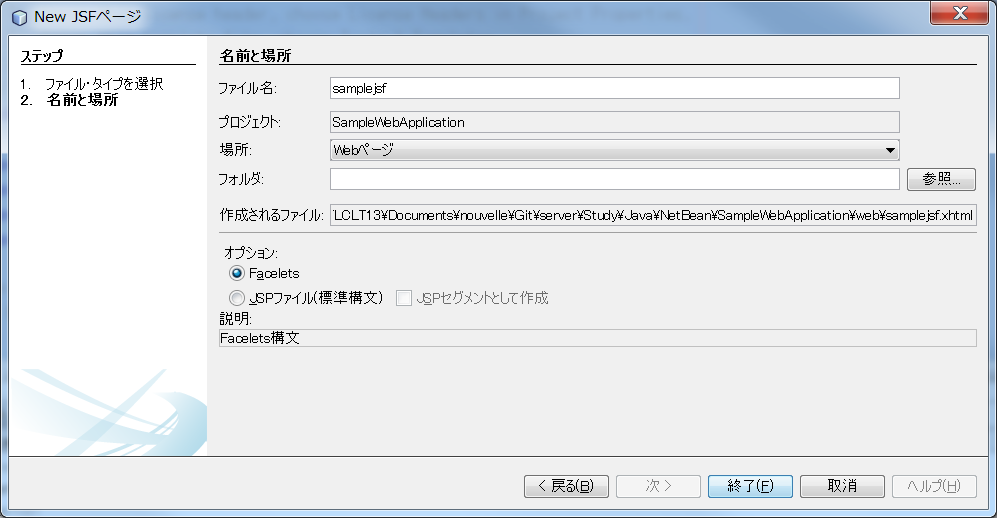 New JSFページ
ステップ
1. ファイル・タイプを選択
2. 名前と場所
名前と場所
ファイル名: samplejsf
プロジェクト: SampleWebApplication
場所: Webページ
フォルダ: 参照...
作成されるファイル: LCLT13¥Documents¥nouvelle¥Git¥server¥Study¥Java¥NetBean¥SampleWebApplication¥web¥samplejsf.xhtml
オプション:
Facelets
JSPファイル(標準構文) JSPセグメントとして作成
説明:
Facelets構文
< 戻る(B) 次 > 終了(F) 取消 ヘルプ(H)